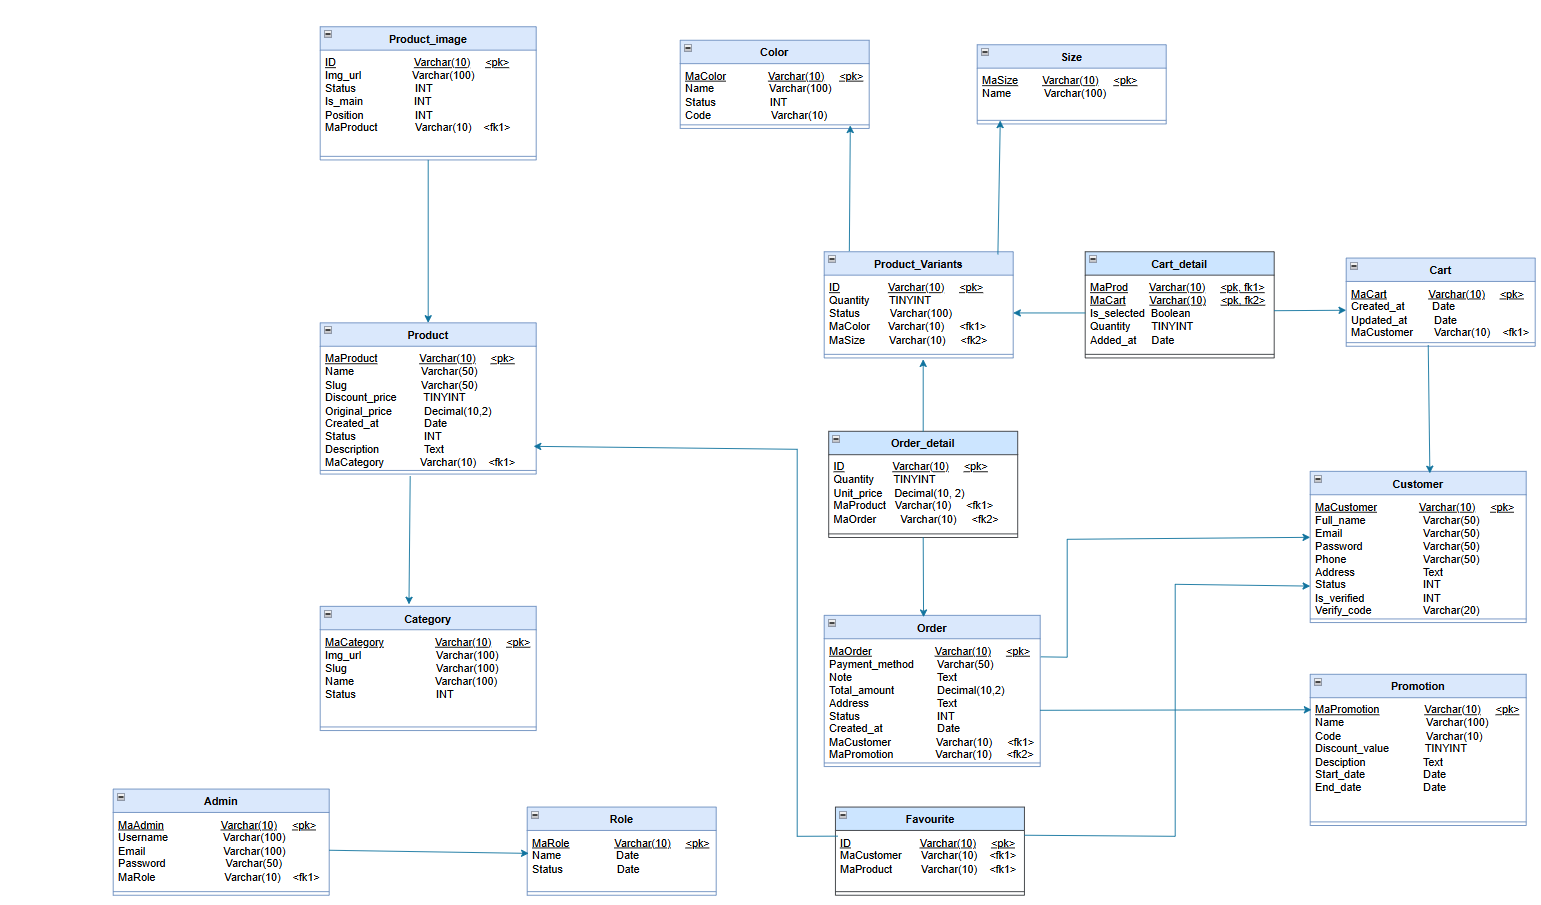 Product_image
ID Varchar(10) <pk>
Img_url Varchar(100)
Status INT
Is_main INT
Position INT
MaProduct Varchar(10) <fk1>
Color
MaColor Varchar(10) <pk>
Name Varchar(100)
Status INT
Code Varchar(10)
Size
MaSize Varchar(10) <pk>
Name Varchar(100)
Product_Variants
ID Varchar(10) <pk>
Quantity TINYINT
Status Varchar(100)
MaColor Varchar(10) <fk1>
MaSize Varchar(10) <fk2>
Cart_detail
MaProd Varchar(10) <pk, fk1>
MaCart Varchar(10) <pk, fk2>
Is_selected Boolean
Quantity TINYINT
Added_at Date
Cart
MaCart Varchar(10) <pk>
Created_at Date
Updated_at Date
MaCustomer Varchar(10) <fk1>
Product
MaProduct Varchar(10) <pk>
Name Varchar(50)
Slug Varchar(50)
Discount_price TINYINT
Original_price Decimal(10,2)
Created_at Date
Status INT
Description Text
MaCategory Varchar(10) <fk1>
Order_detail
ID Varchar(10) <pk>
Quantity TINYINT
Unit_price Decimal(10, 2)
MaProduct Varchar(10) <fk1>
MaOrder Varchar(10) <fk2>
Customer
MaCustomer Varchar(10) <pk>
Full_name Varchar(50)
Email Varchar(50)
Password Varchar(50)
Phone Varchar(50)
Address Text
Status INT
Is_verified INT
Verify_code Varchar(20)
Category
MaCategory Varchar(10) <pk>
Img_url Varchar(100)
Slug Varchar(100)
Name Varchar(100)
Status INT
Order
MaOrder Varchar(10) <pk>
Payment_method Varchar(50)
Note Text
Total_amount Decimal(10,2)
Address Text
Status INT
Created_at Date
MaCustomer Varchar(10) <fk1>
MaPromotion Varchar(10) <fk2>
Promotion
MaPromotion Varchar(10) <pk>
Name Varchar(100)
Code Varchar(10)
Discount_value TINYINT
Desciption Text
Start_date Date
End_date Date
Admin
MaAdmin Varchar(10) <pk>
Username Varchar(100)
Email Varchar(100)
Password Varchar(50)
MaRole Varchar(10) <fk1>
Role
MaRole Varchar(10) <pk>
Name Date
Status Date
Favourite
ID Varchar(10) <pk>
MaCustomer Varchar(10) <fk1>
MaProduct Varchar(10) <fk1>